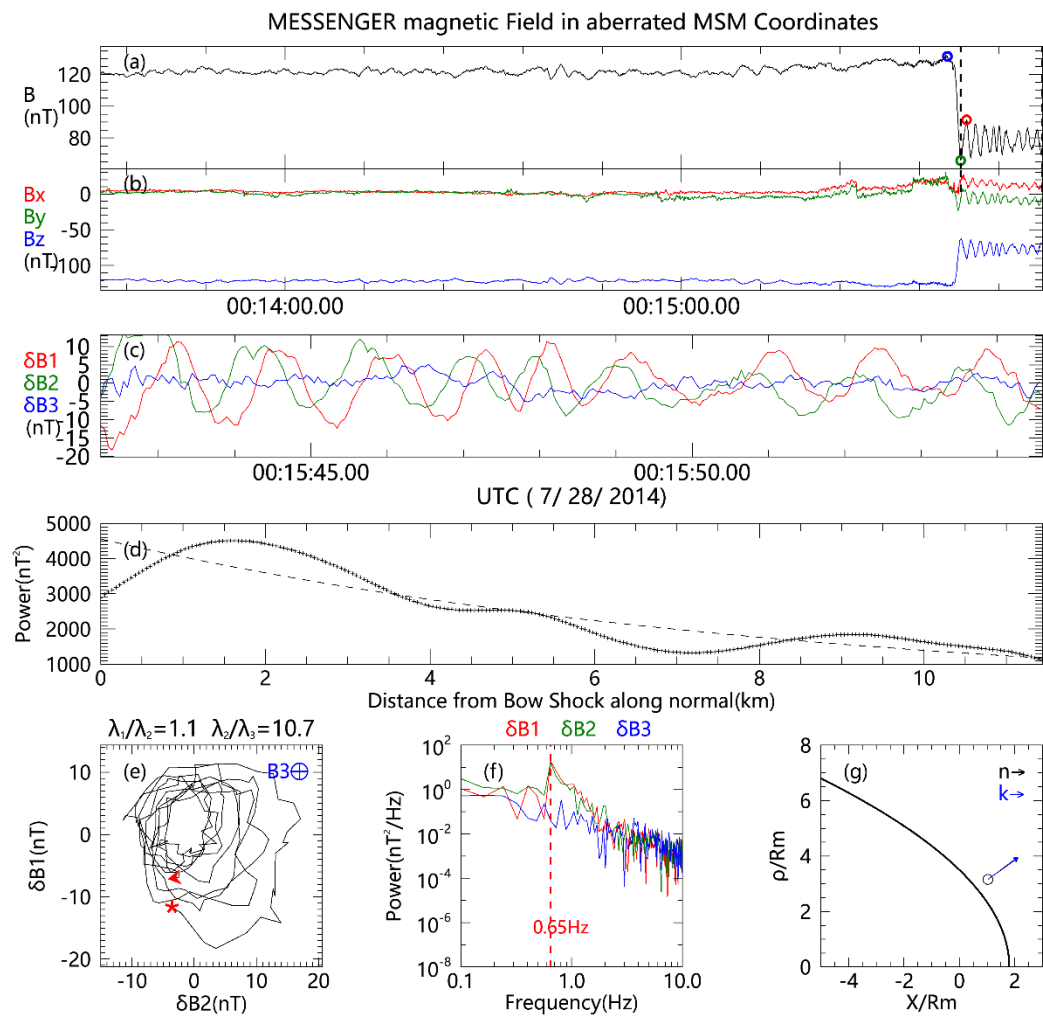 MESSENGER magnetic Field in aberrated MSM Coordinates
(a)
B
(nT)
120
100
80
(b)
Bx
By
Bz
(nT)
0
-50
-100
00:14:00.00 00:15:00.00
(c)
δB1
δB2
δB3
(nT)
10
5
0
-5
-10
-15
-20
00:15:45.00 00:15:50.00
UTC ( 7/ 28/ 2014)
(d)
Power(nT²)
5000
4000
3000
2000
1000
0 2 4 6 8 10
Distance from Bow Shock along normal(km)
λ₁/λ₂=1.1 λ₂/λ₃=10.7
(e)
B3⊕
δB1(nT)
10
0
-10
-20
-10 0 10 20
δB2(nT)
δB1 δB2 δB3
(f)
Power(nT²/Hz)
10²
10⁰
10⁻²
10⁻⁴
10⁻⁶
10⁻⁸
0.65Hz
0.1 1.0 10.0
Frequency(Hz)
(g)
n→
k→
ρ/Rm
8
6
4
2
0
-4 -2 0 2
X/Rm